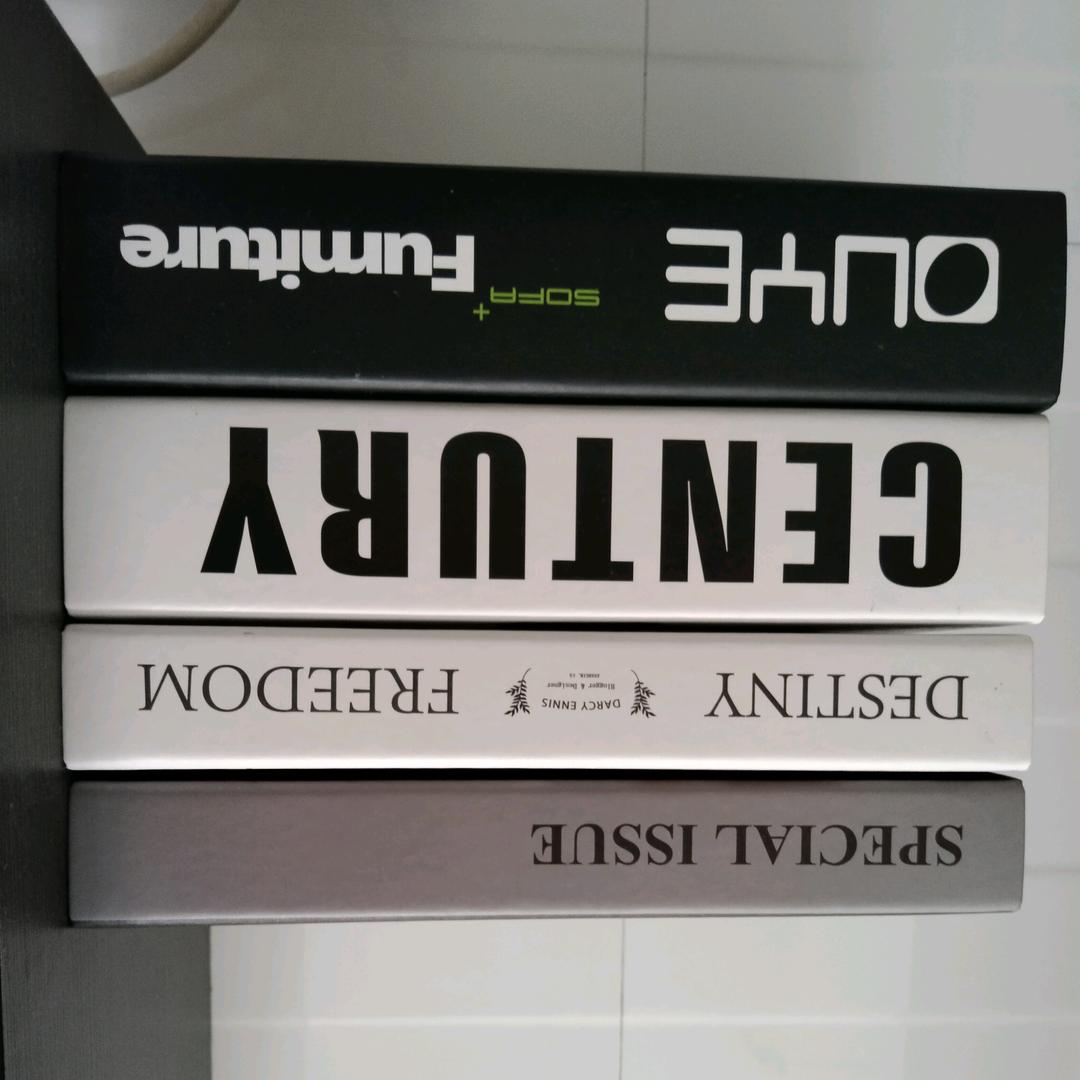 SPECIAL ISSUE
DESTINY
DARCY ENNIS
Blogger & Designer
FREEDOM
CENTURY
OUYE
SOFA+
Furniture